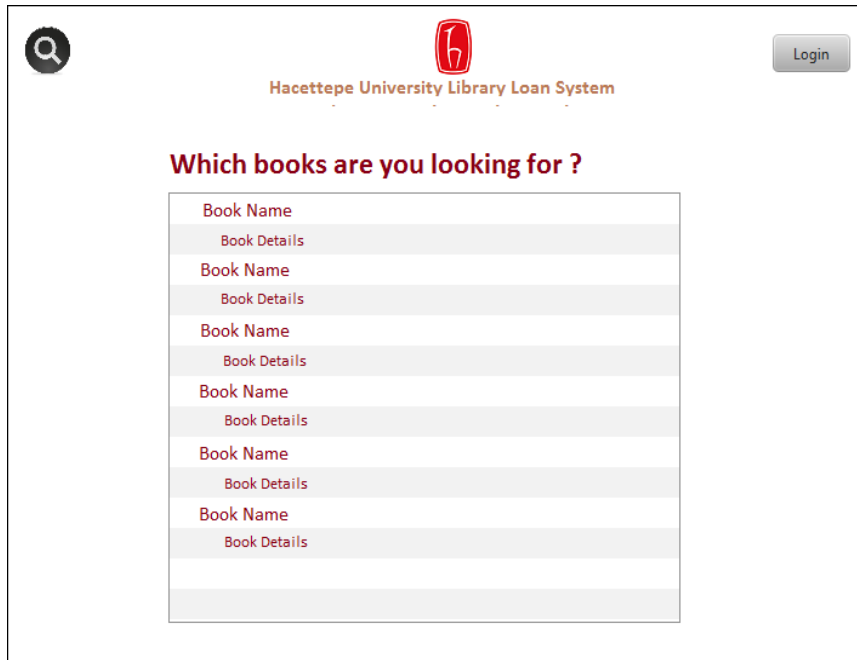 Login
Hacettepe University Library Loan System
Which books are you looking for ?
Book Name
Book Details
Book Name
Book Details
Book Name
Book Details
Book Name
Book Details
Book Name
Book Details
Book Name
Book Details